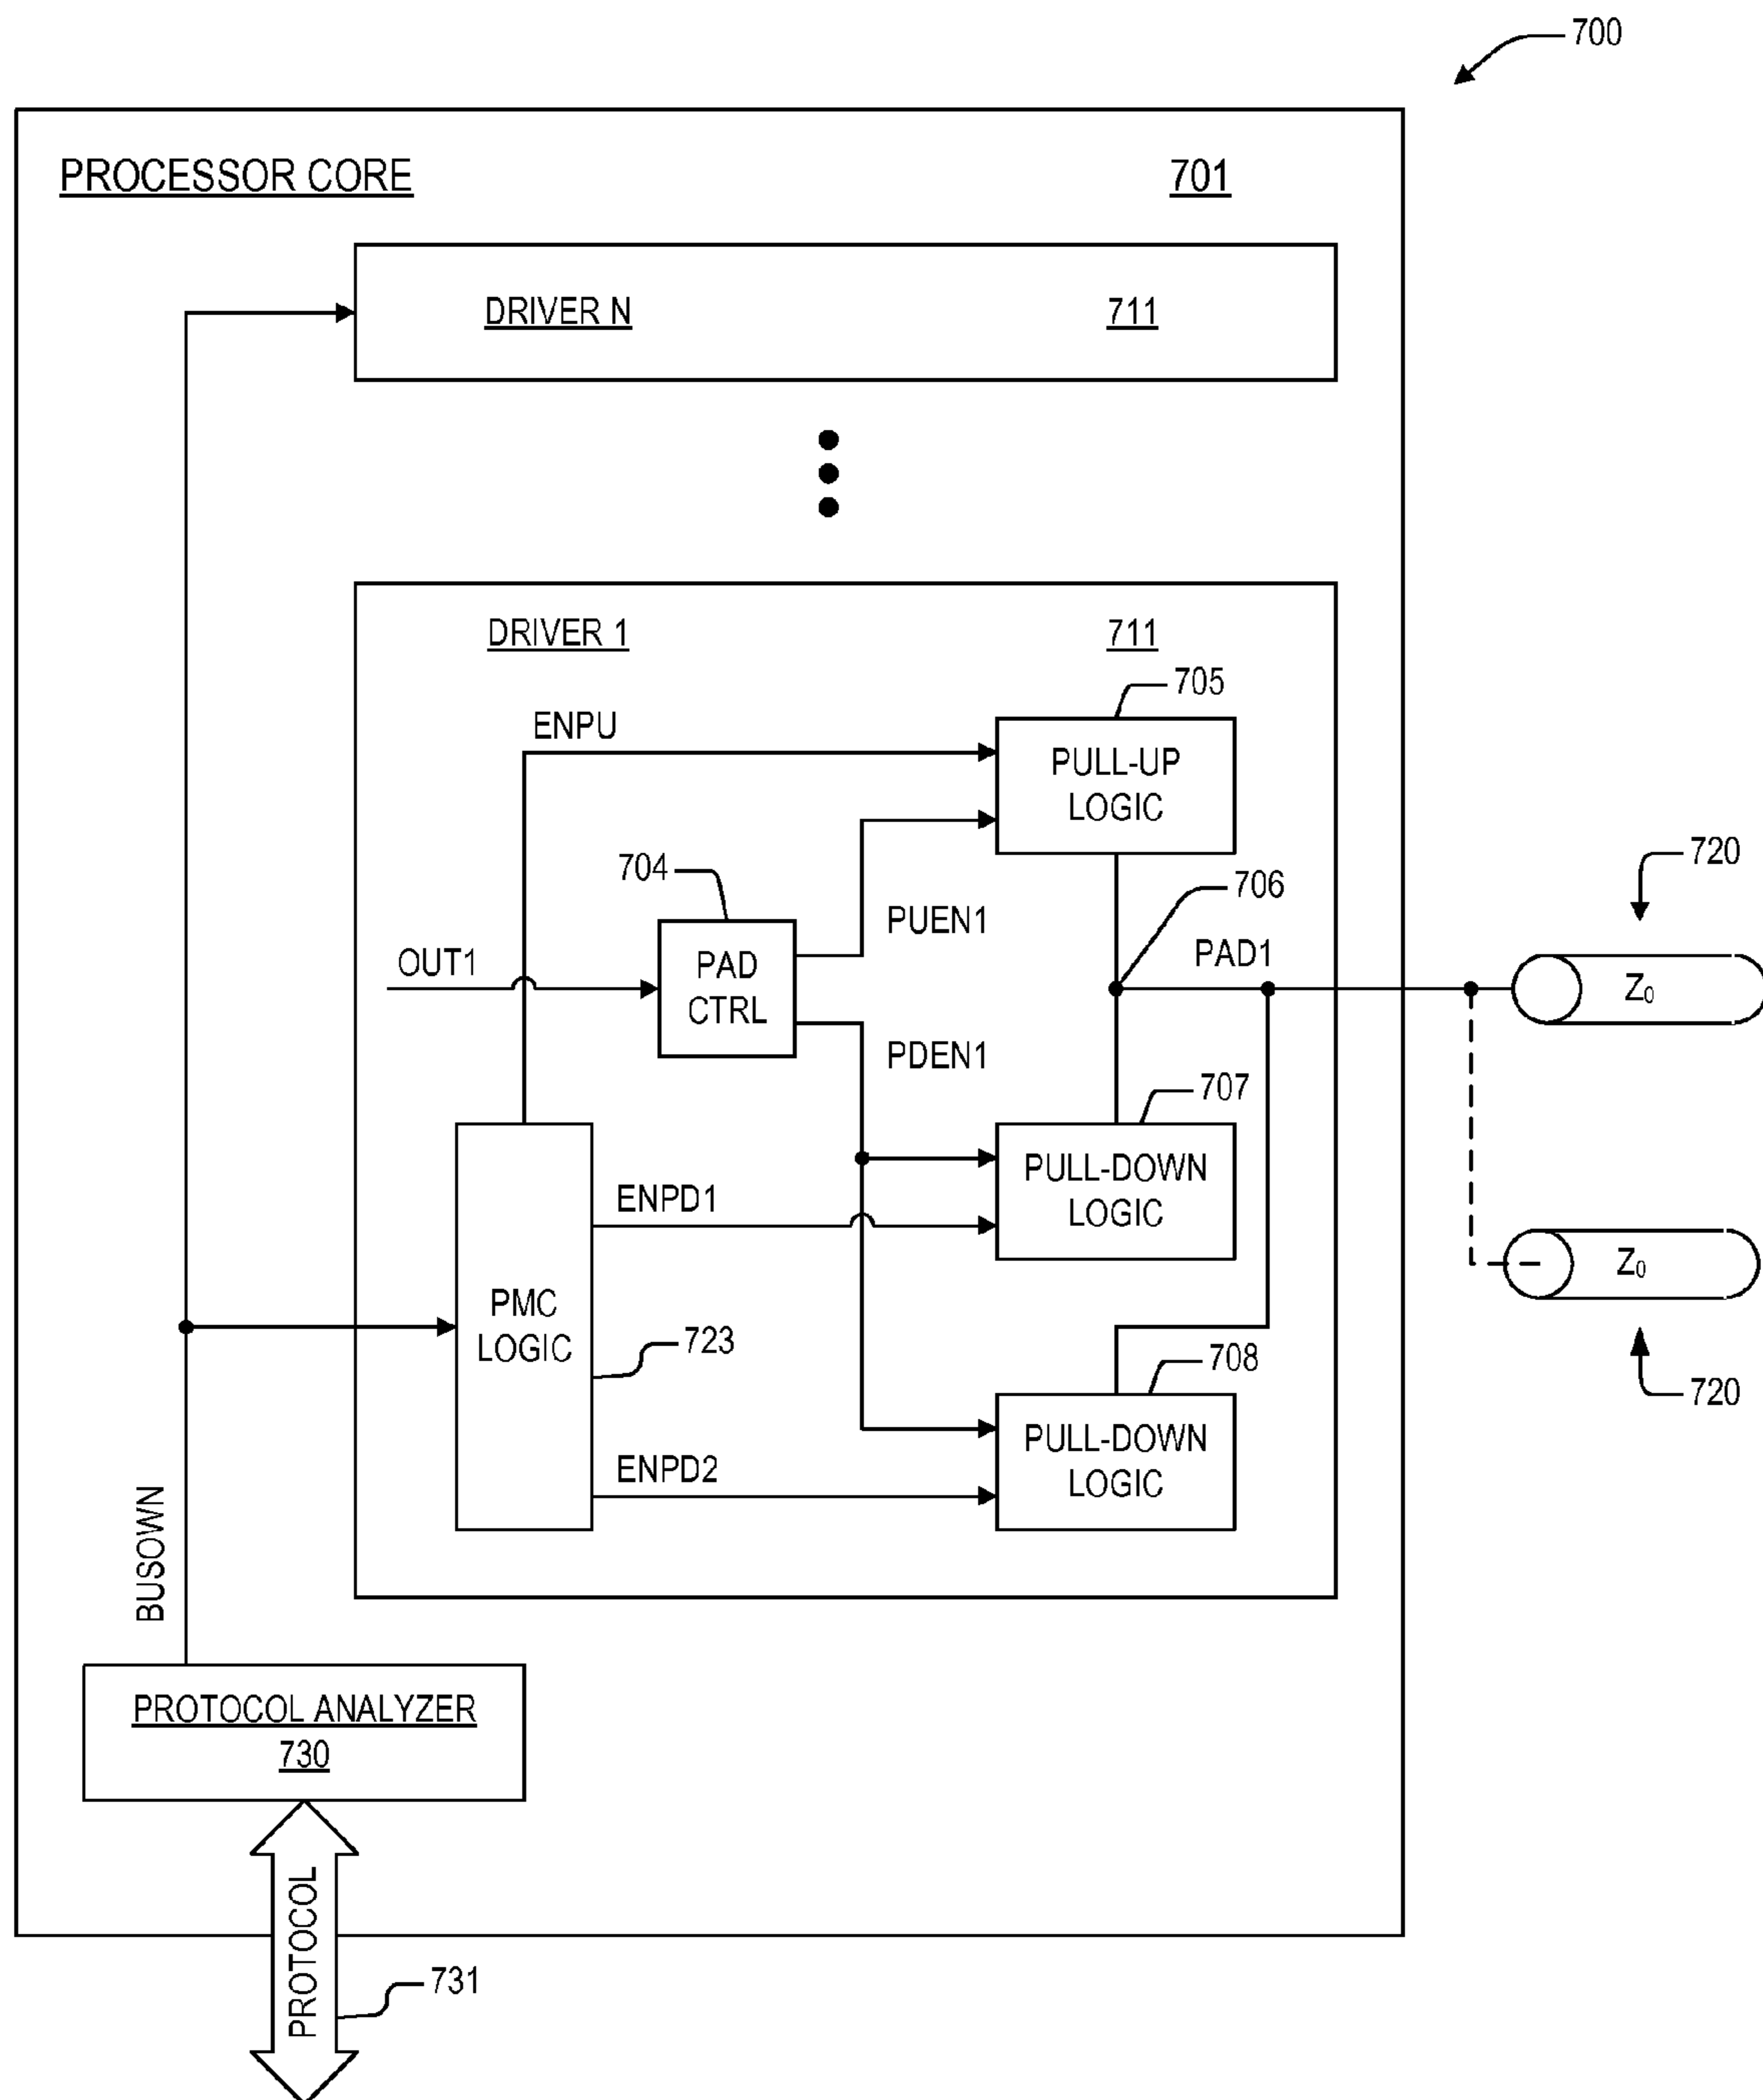 700
PROCESSOR CORE 701
DRIVER N 711
DRIVER 1 711
705
ENPU
PULL-UP
LOGIC
704
706
720
PUEN1
OUT1
PAD
CTRL
PAD1
Z0
PDEN1
707
PULL-DOWN
LOGIC
ENPD1
Z0
PMC
LOGIC
723
708
720
PULL-DOWN
LOGIC
ENPD2
BUSOWN
PROTOCOL ANALYZER
730
PROTOCOL
731